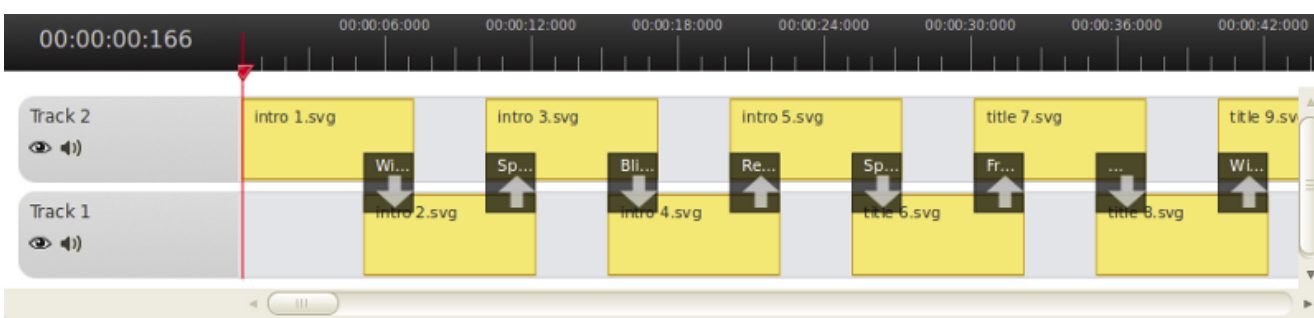 00:00:00:166
00:00:06:000 00:00:12:000 00:00:18:000 00:00:24:000 00:00:30:000 00:00:36:000 00:00:42:000
Track 2
intro 1.svg intro 3.svg intro 5.svg title 7.svg title 9.sv
Wi... Sp... Bli... Re... Sp... Fr... ... Wi...
Track 1
intro 2.svg intro 4.svg title 6.svg title 8.svg